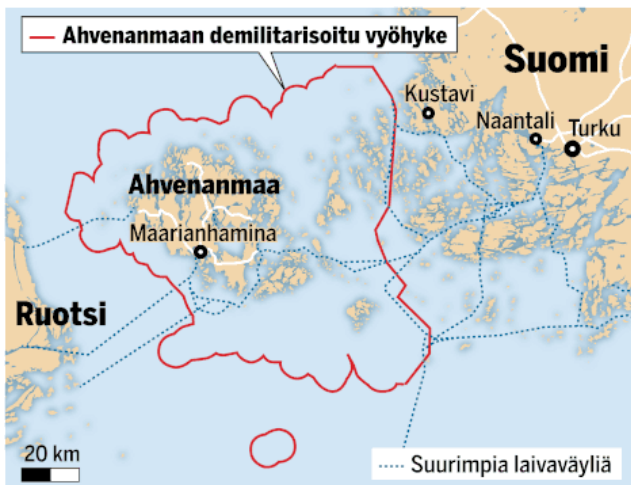 Ahvenanmaan demilitarisoitu vyöhyke
Suomi
Kustavi
Naantali
Turku
Ahvenanmaa
Maarianhamina
Ruotsi
20 km
Suurimpia laivaväyliä